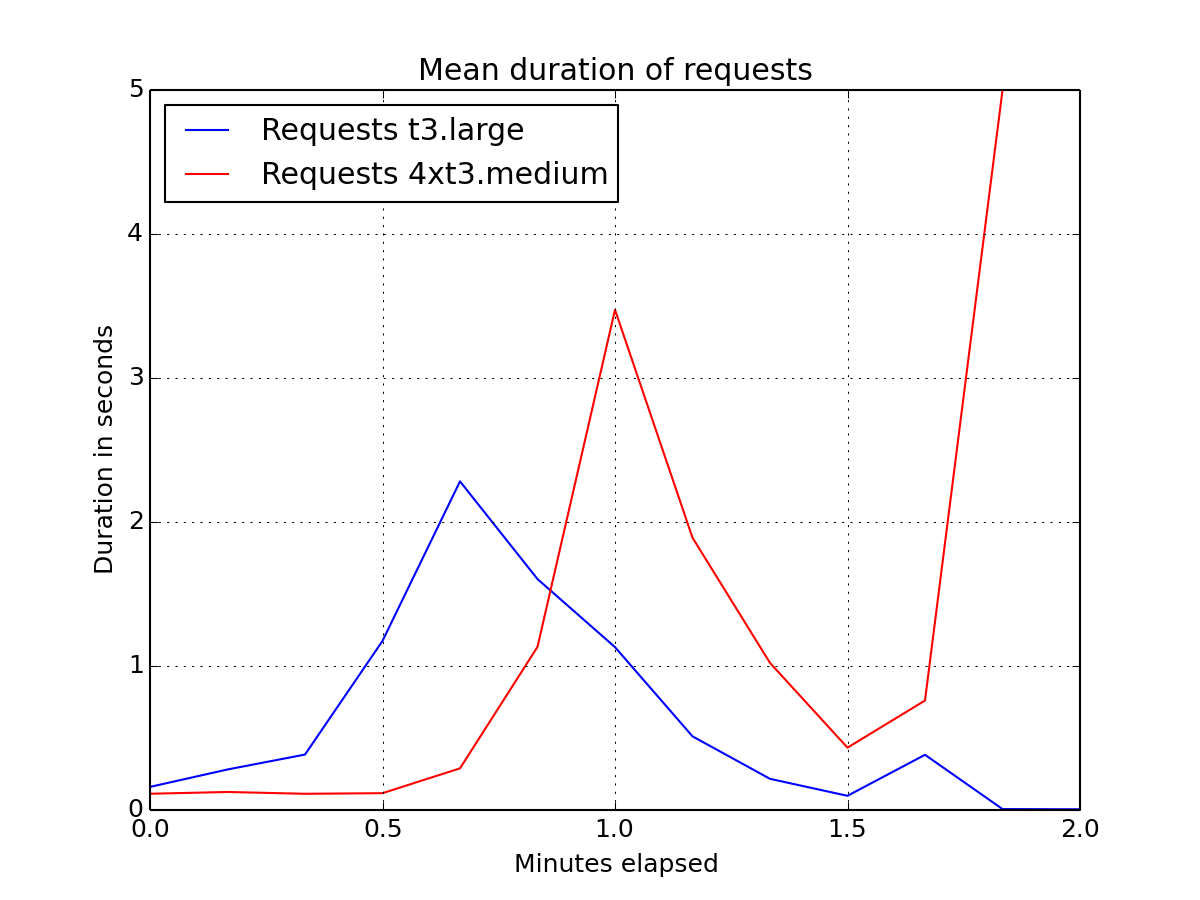 Mean duration of requests
5
Requests t3.large
Requests 4xt3.medium
4
3
Duration in seconds
2
1
0
0.0 0.5 1.0 1.5 2.0
Minutes elapsed